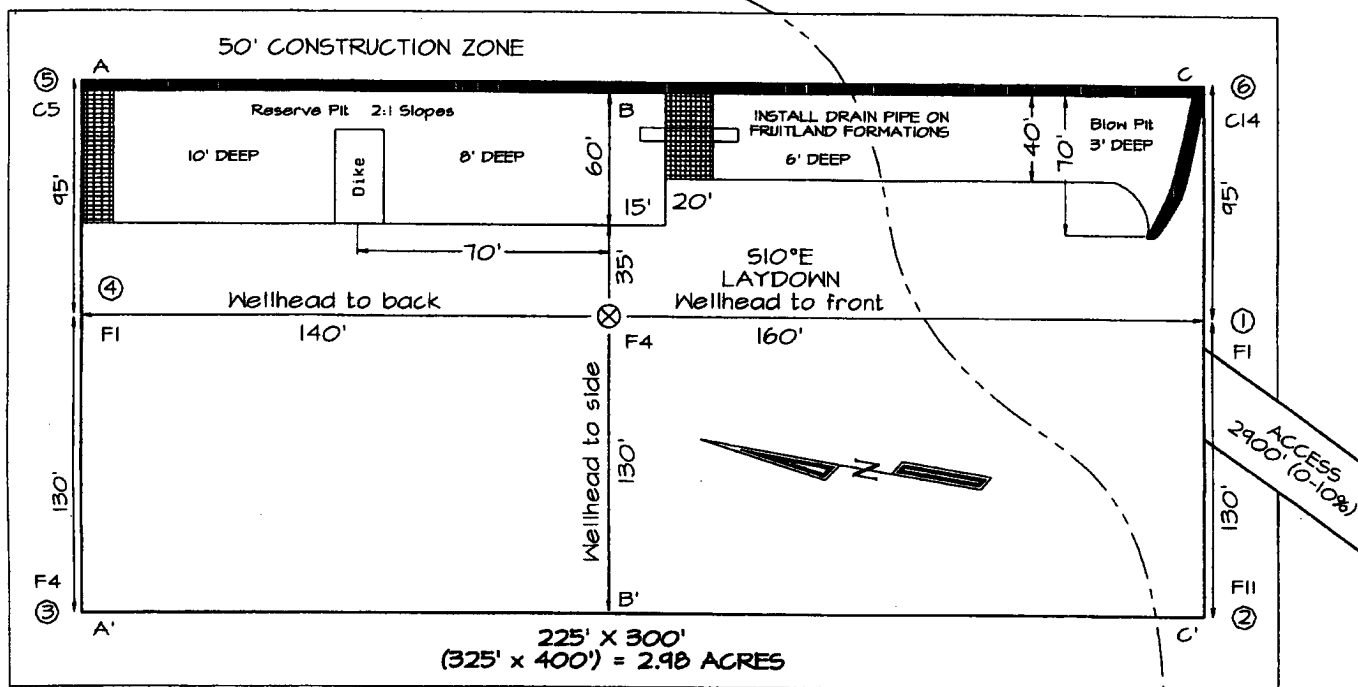 50' CONSTRUCTION ZONE
A
C
5
6
C5
C14
Reserve Pit 2:1 Slopes
B
INSTALL DRAIN PIPE ON
FRUITLAND FORMATIONS
Blow Pit
3' DEEP
10' DEEP
Dike
8' DEEP
60'
6' DEEP
40'
70'
95'
95'
15'
20'
70'
35'
S10°E
LAYDOWN
4
Wellhead to back
Wellhead to front
1
F1
140'
F4
160'
F1
Wellhead to side
130'
130'
130'
N
ACCESS
2900' (0-10%)
F4
F11
3
B'
2
A'
C'
225' X 300'
(325' x 400') = 2.98 ACRES